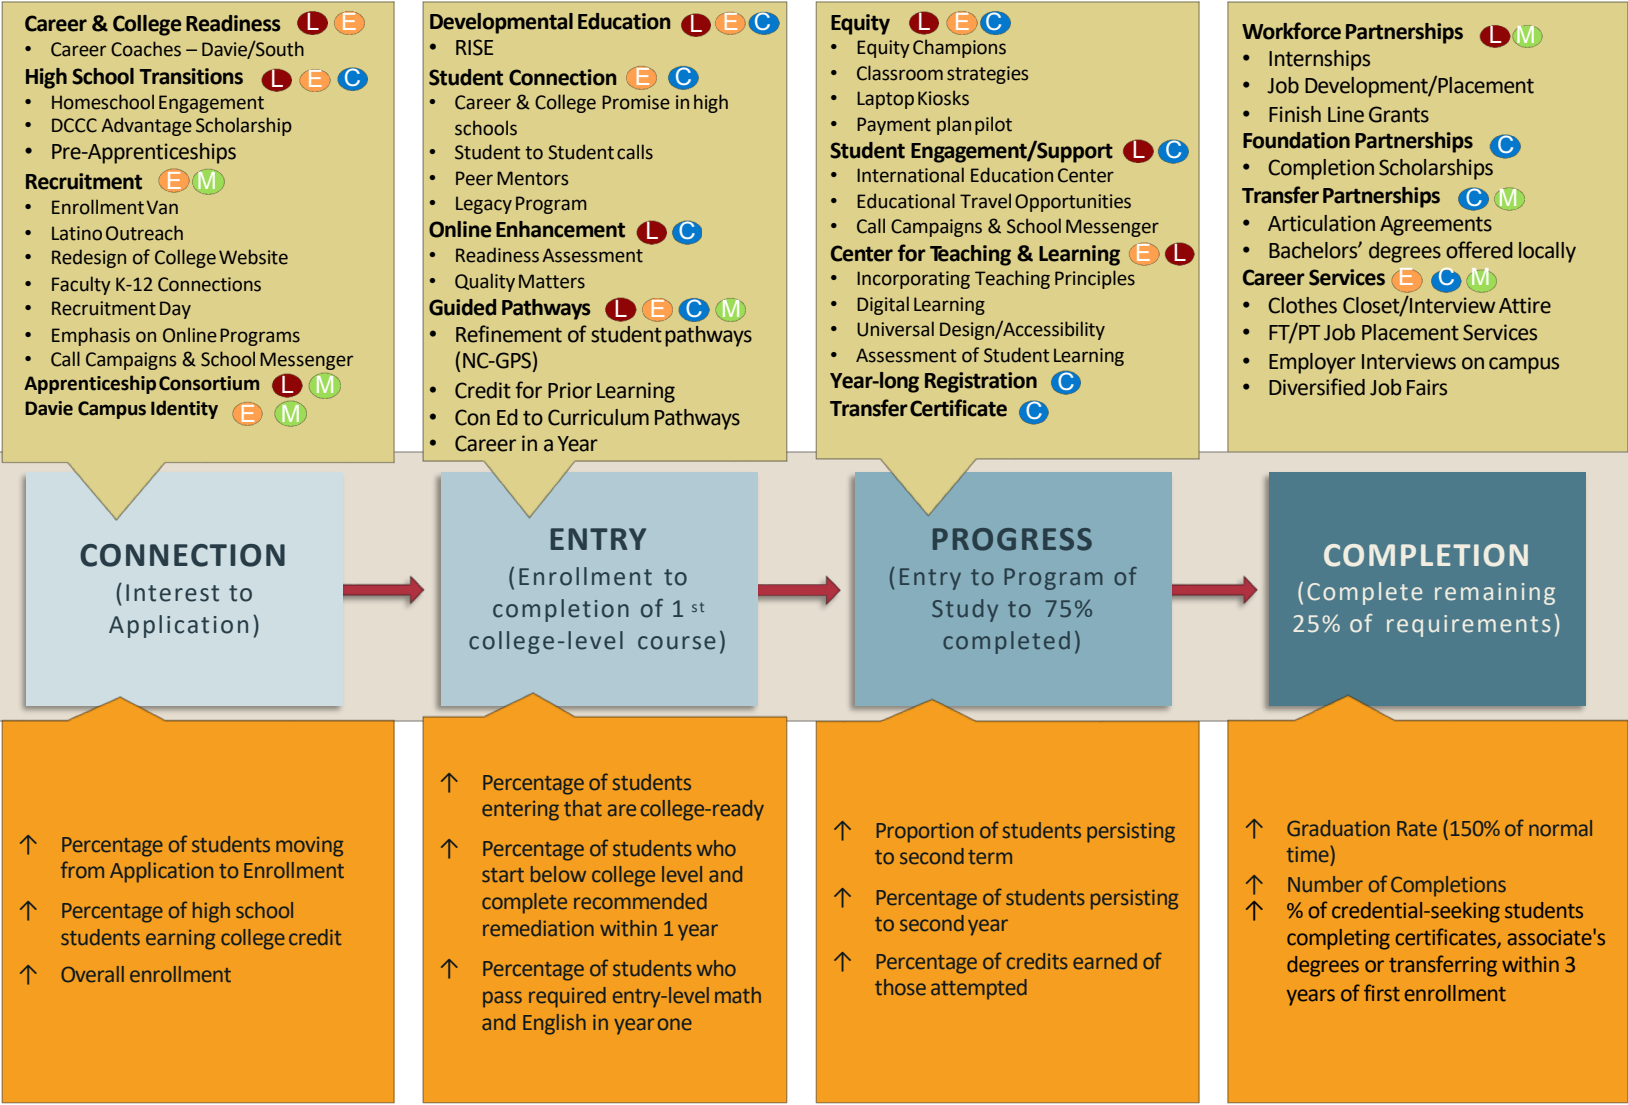 Career & College Readiness L E
• Career Coaches – Davie/South
High School Transitions L E C
• Homeschool Engagement
• DCCC Advantage Scholarship
• Pre-Apprenticeships
Recruitment E M
• Enrollment Van
• Latino Outreach
• Redesign of College Website
• Faculty K-12 Connections
• Recruitment Day
• Emphasis on Online Programs
• Call Campaigns & School Messenger
Apprenticeship Consortium L M
Davie Campus Identity E M
Developmental Education L E C
• RISE
Student Connection E C
• Career & College Promise in high
schools
• Student to Student calls
• Peer Mentors
• Legacy Program
Online Enhancement L C
• Readiness Assessment
• Quality Matters
Guided Pathways L E C M
• Refinement of student pathways
(NC-GPS)
• Credit for Prior Learning
• Con Ed to Curriculum Pathways
• Career in a Year
Equity L E C
• Equity Champions
• Classroom strategies
• Laptop Kiosks
• Payment plan pilot
Student Engagement/Support L C
• International Education Center
• Educational Travel Opportunities
• Call Campaigns & School Messenger
Center for Teaching & Learning E L
• Incorporating Teaching Principles
• Digital Learning
• Universal Design/Accessibility
• Assessment of Student Learning
Year-long Registration C
Transfer Certificate C
Workforce Partnerships L M
• Internships
• Job Development/Placement
• Finish Line Grants
Foundation Partnerships C
• Completion Scholarships
Transfer Partnerships C M
• Articulation Agreements
• Bachelors’ degrees offered locally
Career Services E C M
• Clothes Closet/Interview Attire
• FT/PT Job Placement Services
• Employer Interviews on campus
• Diversified Job Fairs
CONNECTION
(Interest to
Application)
ENTRY
(Enrollment to
completion of 1 st
college-level course)
PROGRESS
(Entry to Program of
Study to 75%
completed)
COMPLETION
(Complete remaining
25% of requirements)
↑ Percentage of students moving
from Application to Enrollment
↑ Percentage of high school
students earning college credit
↑ Overall enrollment
↑ Percentage of students
entering that are college-ready
↑ Percentage of students who
start below college level and
complete recommended
remediation within 1 year
↑ Percentage of students who
pass required entry-level math
and English in year one
↑ Proportion of students persisting
to second term
↑ Percentage of students persisting
to second year
↑ Percentage of credits earned of
those attempted
↑ Graduation Rate (150% of normal
time)
↑ Number of Completions
↑ % of credential-seeking students
completing certificates, associate's
degrees or transferring within 3
years of first enrollment